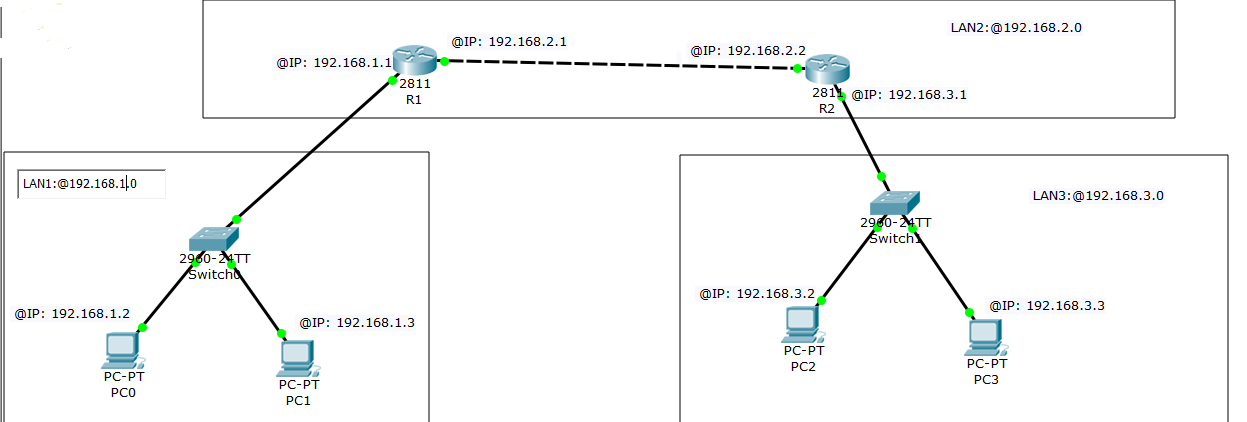 LAN2:@192.168.2.0
@IP: 192.168.2.1
@IP: 192.168.2.2
@IP: 192.168.1.1
2811
R1
2811
R2
@IP: 192.168.3.1
LAN1:@192.168.1.0
LAN3:@192.168.3.0
2960-24TT
Switch0
2960-24TT
Switch1
@IP: 192.168.1.2
@IP: 192.168.1.3
@IP: 192.168.3.2
@IP: 192.168.3.3
PC-PT
PC0
PC-PT
PC1
PC-PT
PC2
PC-PT
PC3